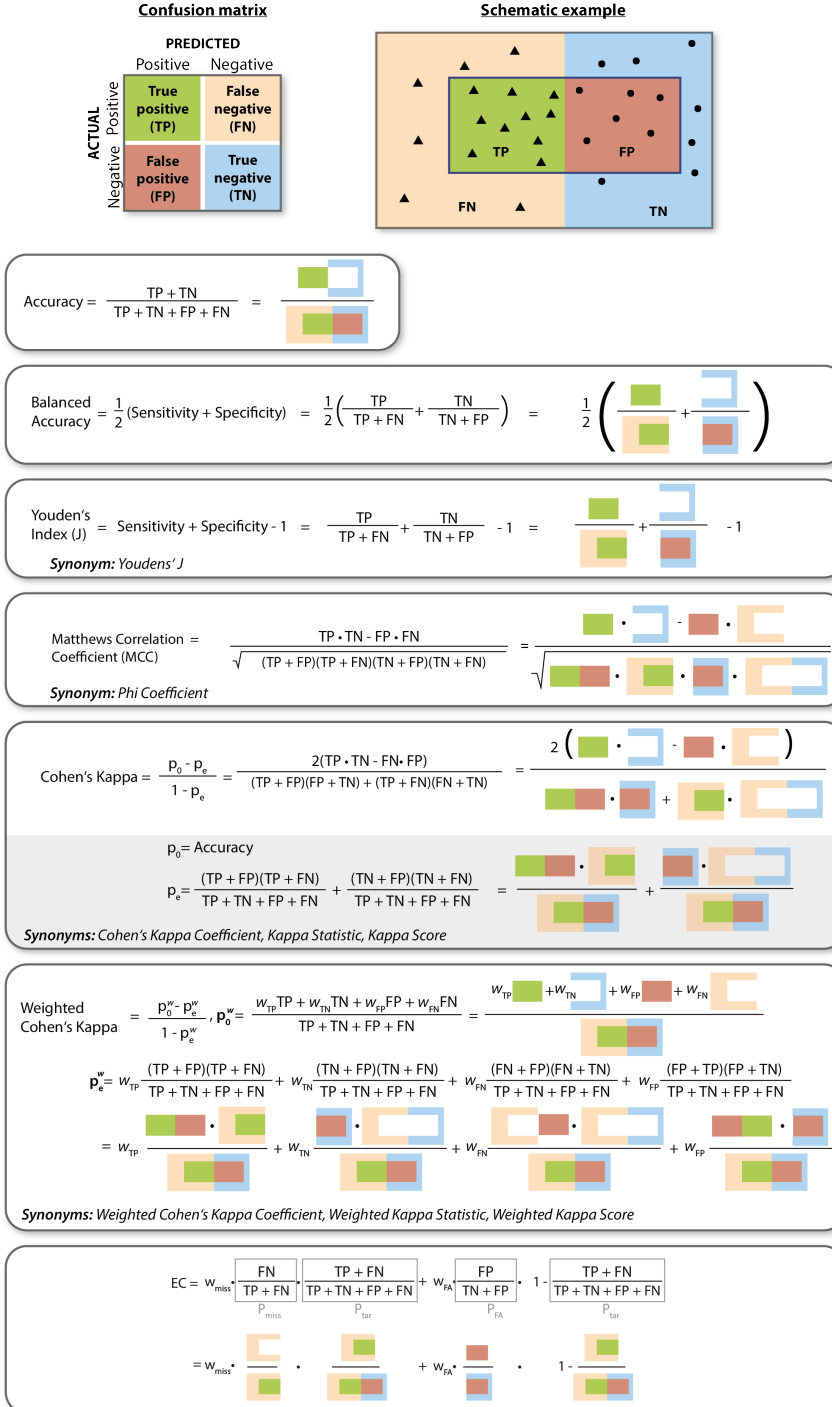 Confusion matrix
Schematic example
PREDICTED
Positive Negative
ACTUAL
Positive
Negative
True positive (TP)
False negative (FN)
False positive (FP)
True negative (TN)
TP
FP
FN
TN
Accuracy = TP + TN / TP + TN + FP + FN =
Balanced Accuracy = 1/2 (Sensitivity + Specificity) = 1/2 ( TP / TP + FN + TN / TN + FP ) = 1/2 ( + )
Youden‘s Index (J) = Sensitivity + Specificity - 1 = TP / TP + FN + TN / TN + FP - 1 = + - 1
Synonym: Youdens‘ J
Matthews Correlation Coefficient (MCC) = TP • TN - FP • FN / √ (TP + FP)(TP + FN)(TN + FP)(TN + FN) = • - • / √ • • •
Synonym: Phi Coefficient
Cohen‘s Kappa = p0 - pe / 1 - pe = 2(TP • TN - FN• FP) / (TP + FP)(FP + TN) + (TP + FN)(FN + TN) = 2 ( • - • ) / • + •
p0= Accuracy
pe= (TP + FP)(TP + FN) / TP + TN + FP + FN + (TN + FP)(TN + FN) / TP + TN + FP + FN = • + •
Synonyms: Cohen‘s Kappa Coefficient, Kappa Statistic, Kappa Score
Weighted Cohen‘s Kappa = p0w - pew / 1 - pew , p0w = wTPTP + wTNTN + wFPFP + wFNFN / TP + TN + FP + FN = wTP +wTN +wFP + wFN
pew= wTP (TP + FP)(TP + FN) / TP + TN + FP + FN + wTN (TN + FP)(TN + FN) / TP + TN + FP + FN + wFN (FN + FP)(FN + TN) / TP + TN + FP + FN + wFP (FP + TP)(FP + TN) / TP + TN + FP + FN
= wTP • + wTN • + wFN • + wFP •
Synonyms: Weighted Cohen‘s Kappa Coefficient, Weighted Kappa Statistic, Weighted Kappa Score
EC = wmiss• FN / TP + FN • TP + FN / TP + TN + FP + FN + wFA• FP / TN + FP • 1 - TP + FN / TP + TN + FP + FN
Pmiss Ptar PFA Ptar
= wmiss• • + wFA• • 1 -